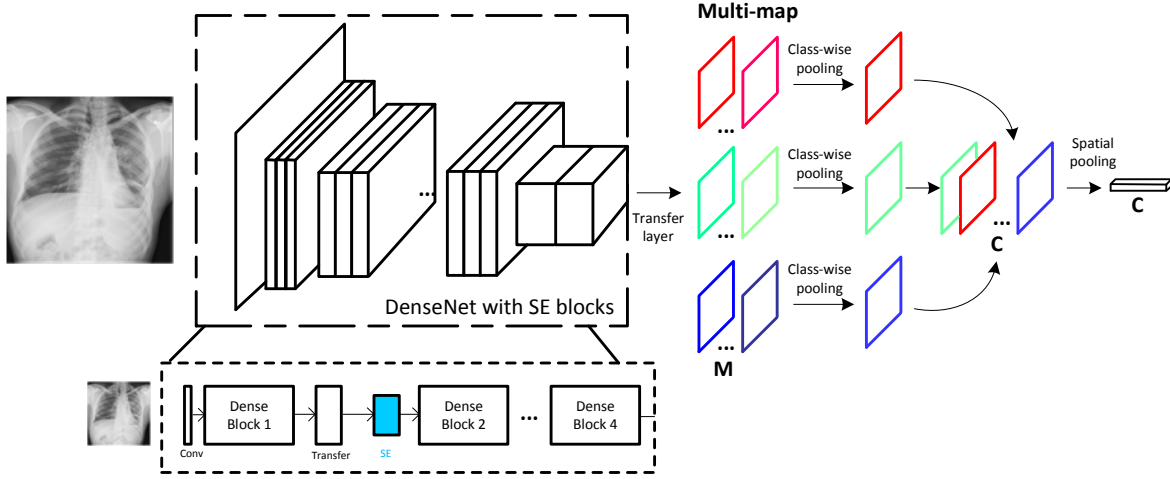 Multi-map
Class-wise
pooling
...
Class-wise
pooling
...
Class-wise
pooling
...
M
...
Transfer
layer
DenseNet with SE blocks
...
C
Spatial
pooling
C
Conv
Dense
Block 1
Transfer
SE
Dense
Block 2
...
Dense
Block 4